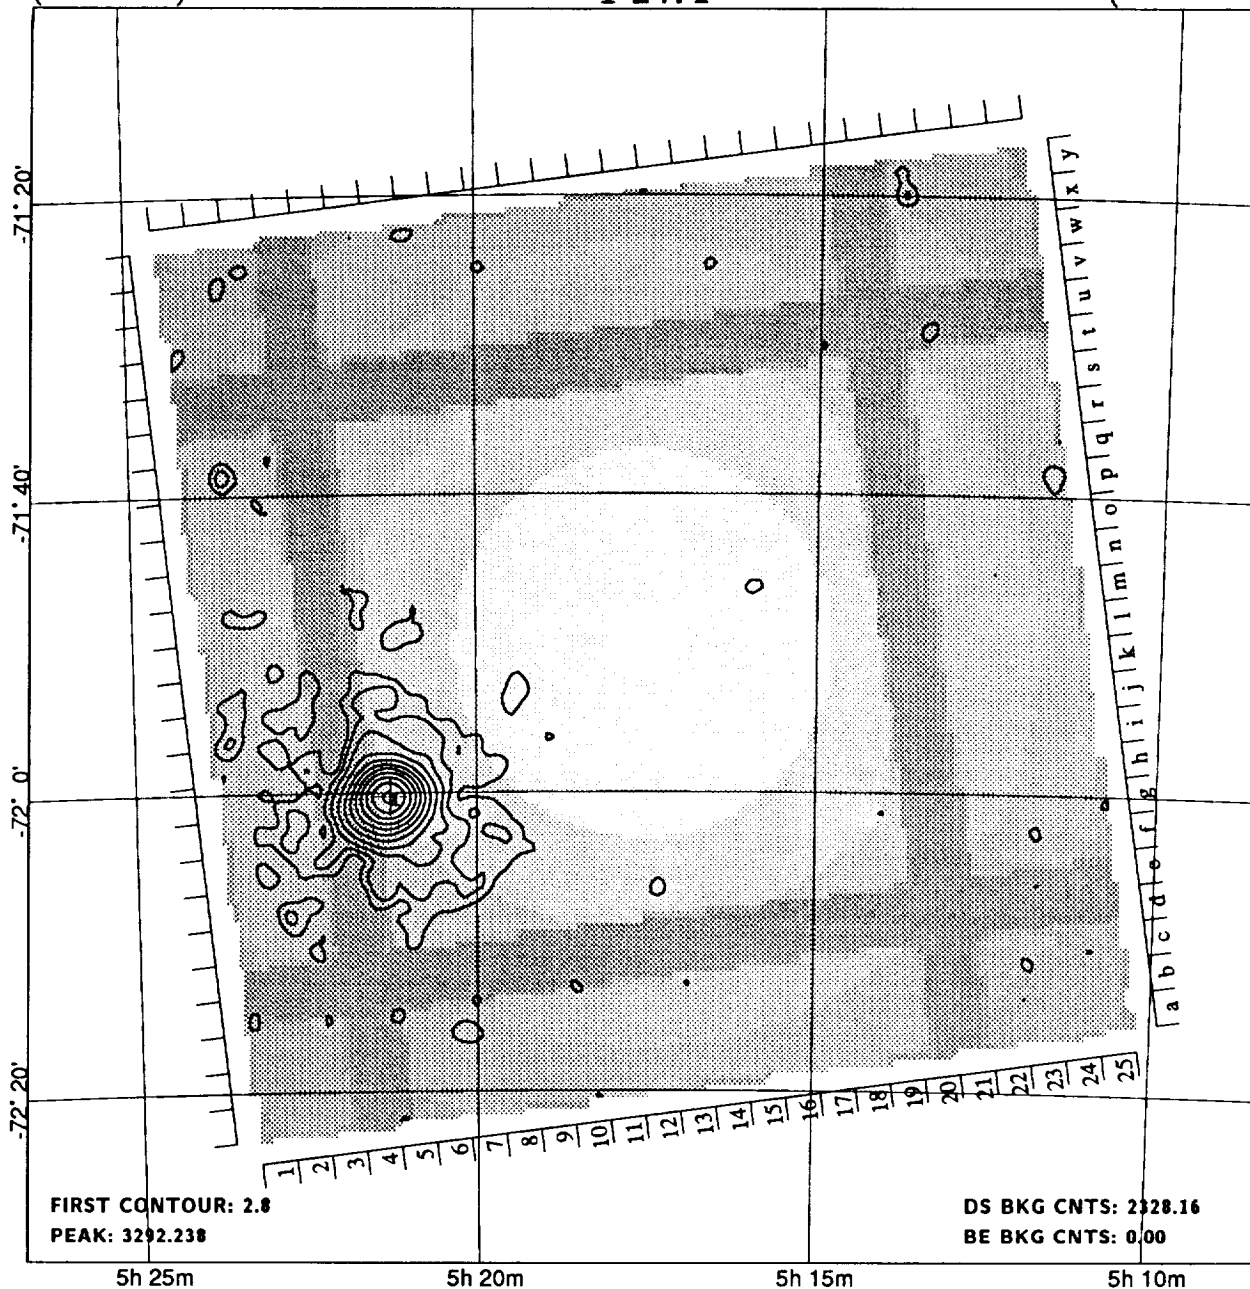 -71° 20'
-71° 40'
-72° 0'
-72° 20'
y
x
w
v
u
t
s
r
q
p
o
n
m
l
k
j
i
h
g
f
e
d
c
b
a
1 2 3 4 5 6 7 8 9 10 11 12 13 14 15 16 17 18 19 20 21 22 23 24 25
FIRST CONTOUR: 2.8
PEAK: 3292.238
DS BKG CNTS: 2328.16
BE BKG CNTS: 0.00
5h 25m 5h 20m 5h 15m 5h 10m